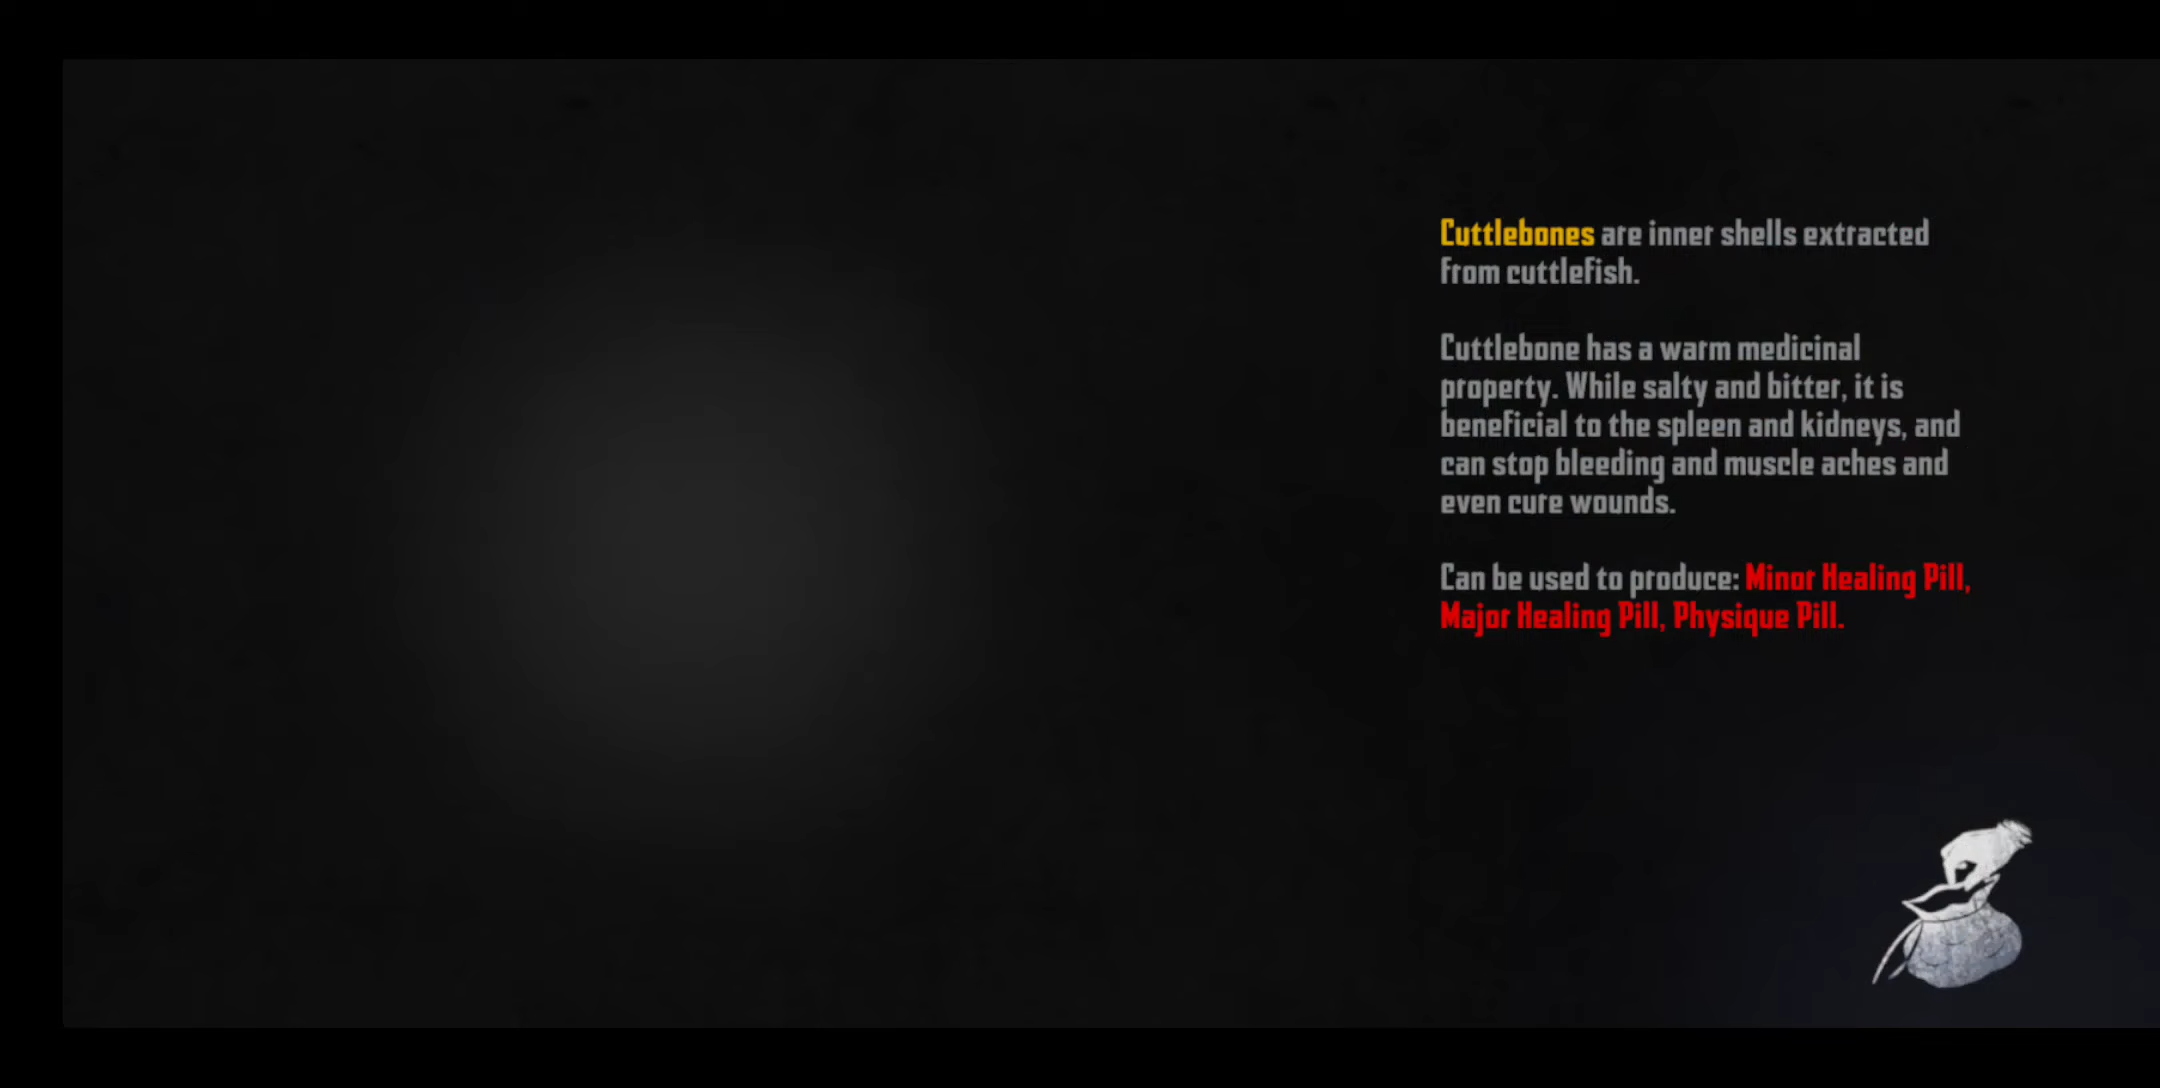 Cuttlebones are inner shells extracted
from cuttlefish.
Cuttlebone has a warm medicinal
property. While salty and bitter, it is
beneficial to the spleen and kidneys, and
can stop bleeding and muscle aches and
even cure wounds.
Can be used to produce: Minor Healing Pill,
Major Healing Pill, Physique Pill.